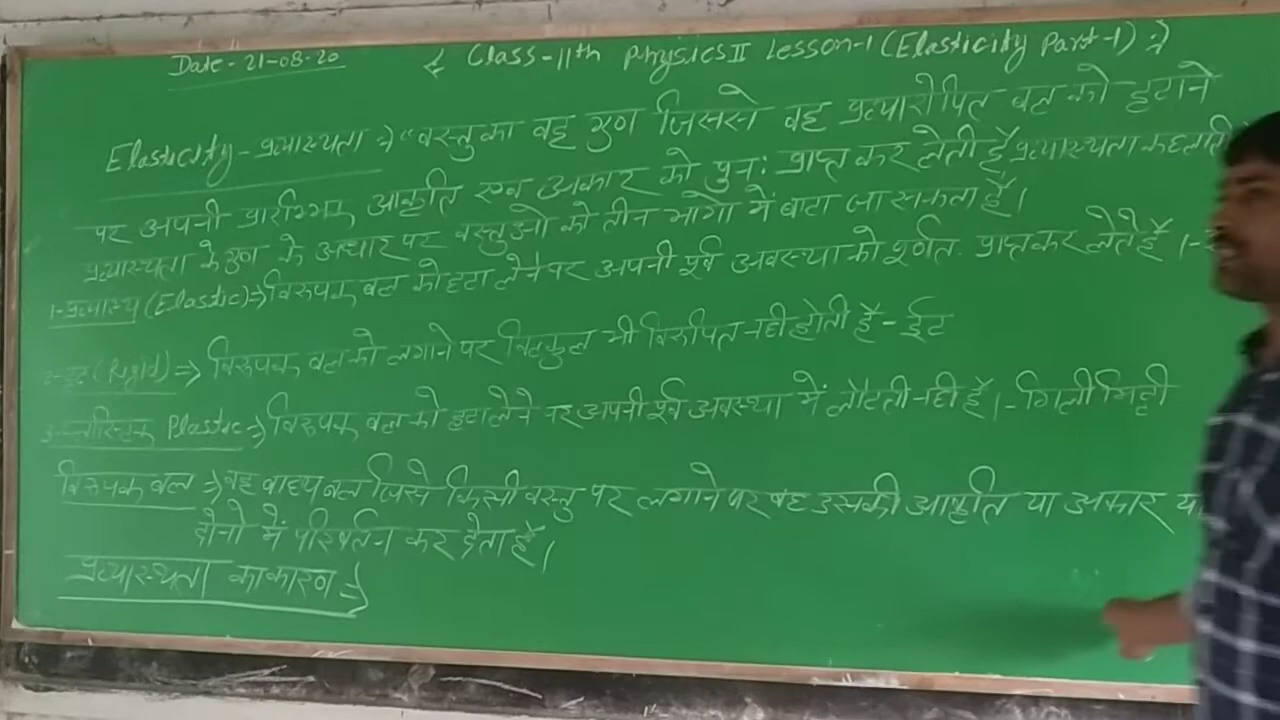 Date - 21-08-20
Class-11th Physics II Lesson-1 (Elasticity Part-1)
Elasticity - प्रत्यास्थता → "वस्तु का वह गुण जिससे वह प्रत्यारोपित बल को हटाने
पर अपनी प्रारम्भिक आकृति एवं आकार को पुनः प्राप्त कर लेती है प्रत्यास्थता कहलाती
प्रत्यास्थता के गुण के आधार पर वस्तुओ को तीन भागो में बाटा जा सकता है।
1-प्रत्यास्थ (Elastic) ⇒ विरूपक बल को हटा लेने पर अपनी पूर्व अवस्था को पूर्णत: प्राप्त कर लेते है।-
2-दृढ़ (Rigid) ⇒ विरूपक बल को लगाने पर बिल्कुल भी विरूपित नही होती है - ईट
3-प्लास्टिक Plastic ⇒ विरूपक बल को हटा लेने पर अपनी पूर्व अवस्था में लौटती नही है।- गिली मिट्टी
विरूपक बल ⇒ वह बाह्य बल जिसे किसी वस्तु पर लगाने पर वह उसकी आकृति या आकार या
दोनो में परिवर्तन कर देता है।
प्रत्यास्थता का कारण ⇒